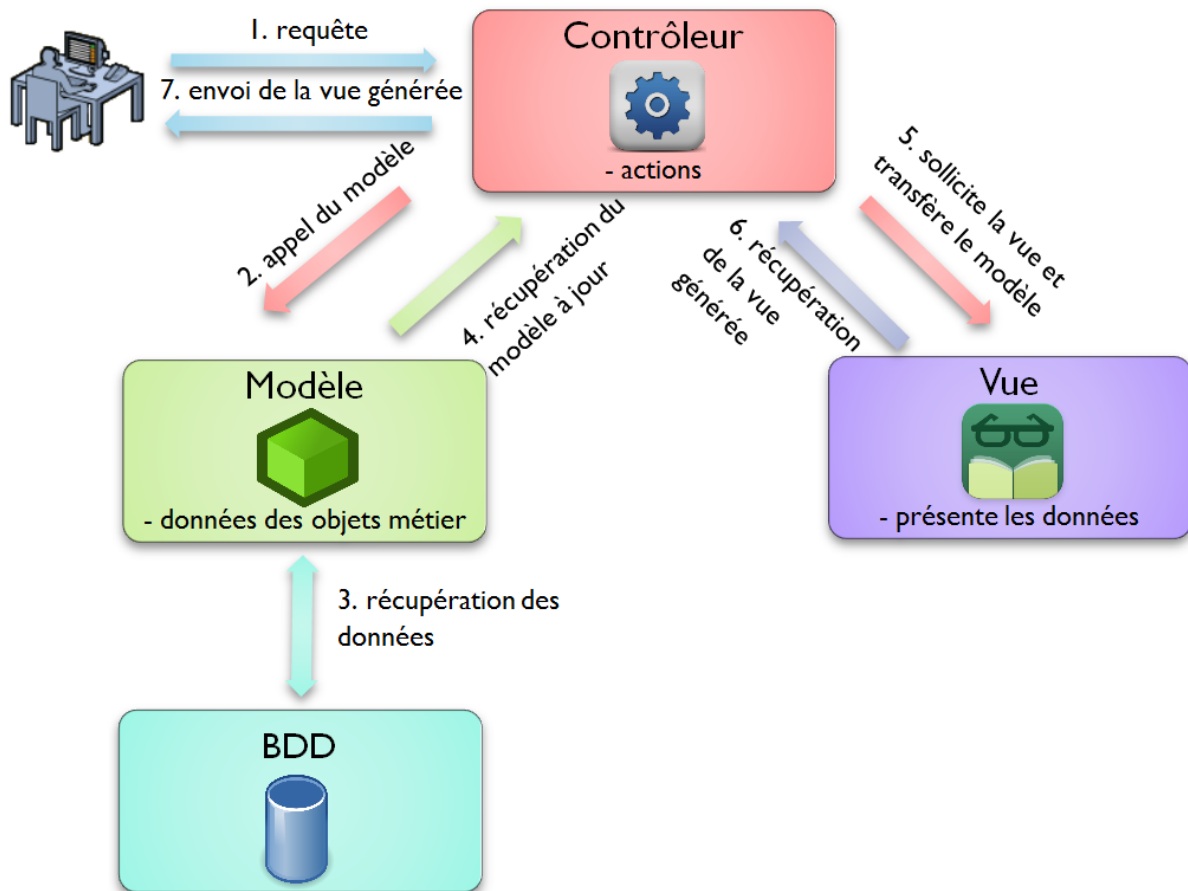 1. requête
7. envoi de la vue générée
Contrôleur
- actions
2. appel du modèle
4. récupération du
modèle à jour
6. récupération
de la vue
générée
5. sollicite la vue et
transfère le modèle
Modèle
- données des objets métier
Vue
- présente les données
3. récupération des
données
BDD